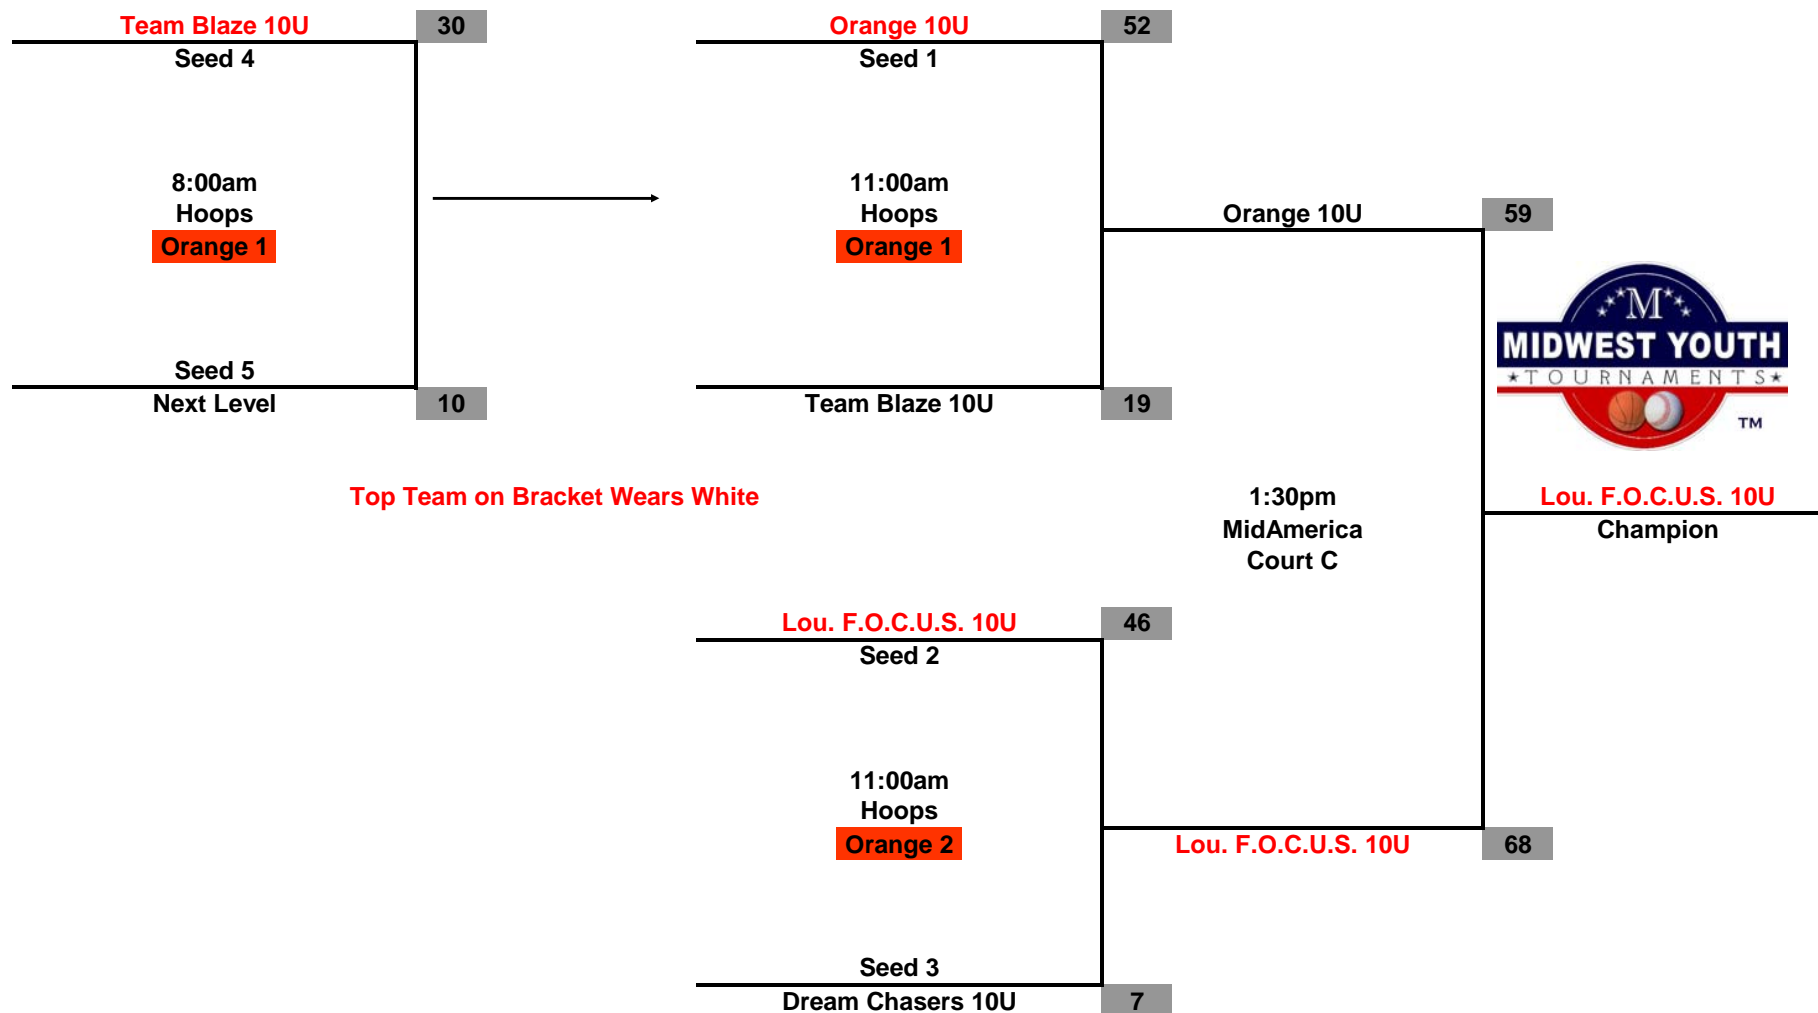 Team Blaze 10U 30
Seed 4
8:00am
Hoops
Orange 1
Seed 5
Next Level 10
Orange 10U 52
Seed 1
11:00am
Hoops
Orange 1
Team Blaze 10U 19
Orange 10U 59
M
MIDWEST YOUTH
TOURNAMENTS
TM
Top Team on Bracket Wears White
1:30pm
MidAmerica
Court C
Lou. F.O.C.U.S. 10U
Champion
Lou. F.O.C.U.S. 10U 46
Seed 2
11:00am
Hoops
Orange 2
Lou. F.O.C.U.S. 10U 68
Seed 3
Dream Chasers 10U 7